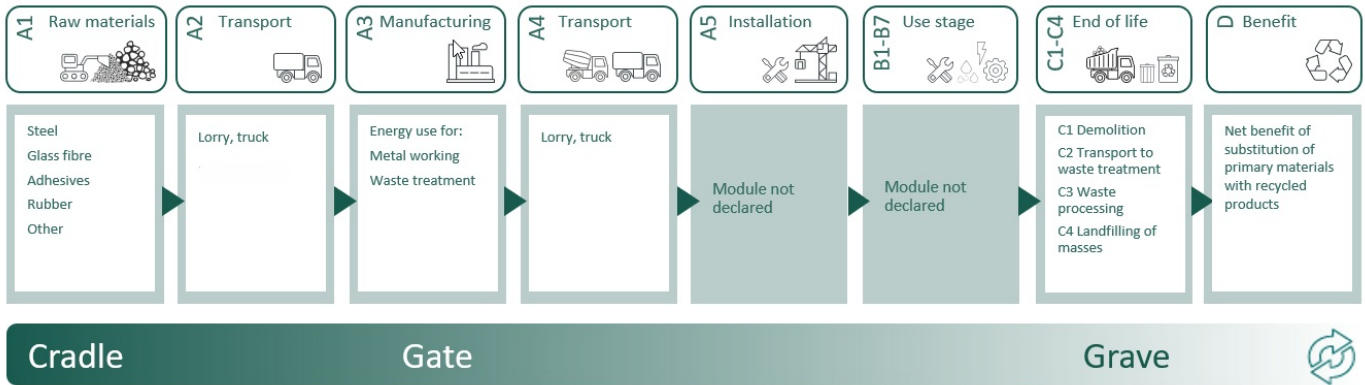 A1 Raw materials
A2 Transport
A3 Manufacturing
A4 Transport
A5 Installation
B1-B7 Use stage
C1-C4 End of life
D Benefit
Steel
Glass fibre
Adhesives
Rubber
Other
Lorry, truck
Energy use for:
Metal working
Waste treatment
Lorry, truck
Module not
declared
Module not
declared
C1 Demolition
C2 Transport to
waste treatment
C3 Waste
processing
C4 Landfilling of
masses
Net benefit of
substitution of
primary materials
with recycled
products
Cradle
Gate
Grave